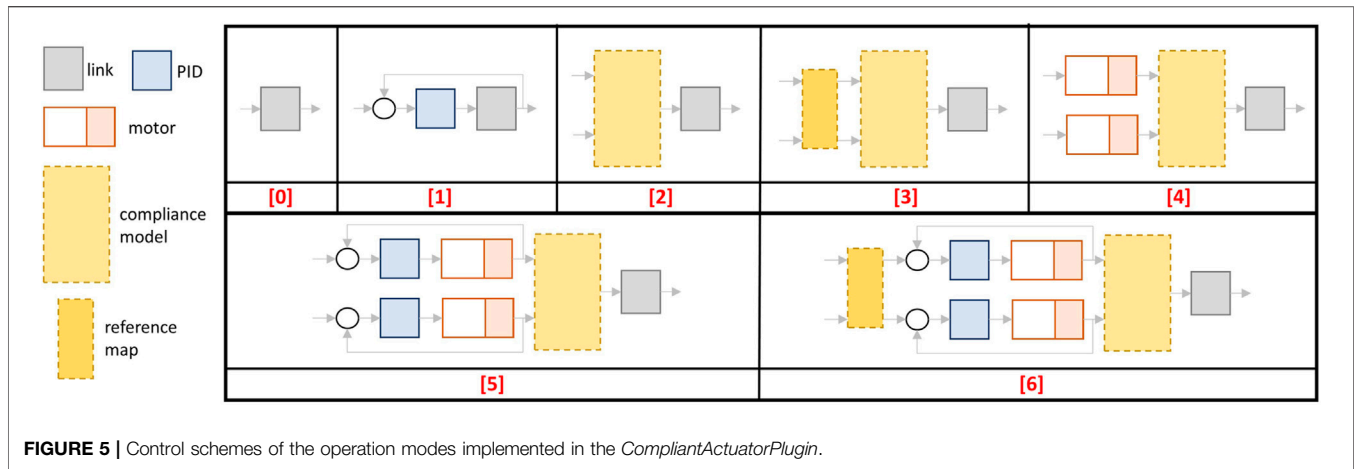 link
PID
motor
compliance
model
reference
map
[0]
[1]
[2]
[3]
[4]
[5]
[6]
FIGURE 5 | Control schemes of the operation modes implemented in the CompliantActuatorPlugin.